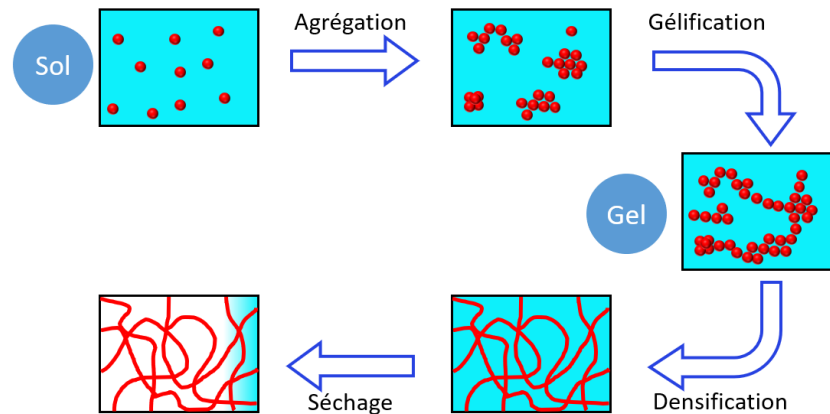 Agrégation
Gélification
Sol
Gel
Séchage
Densification